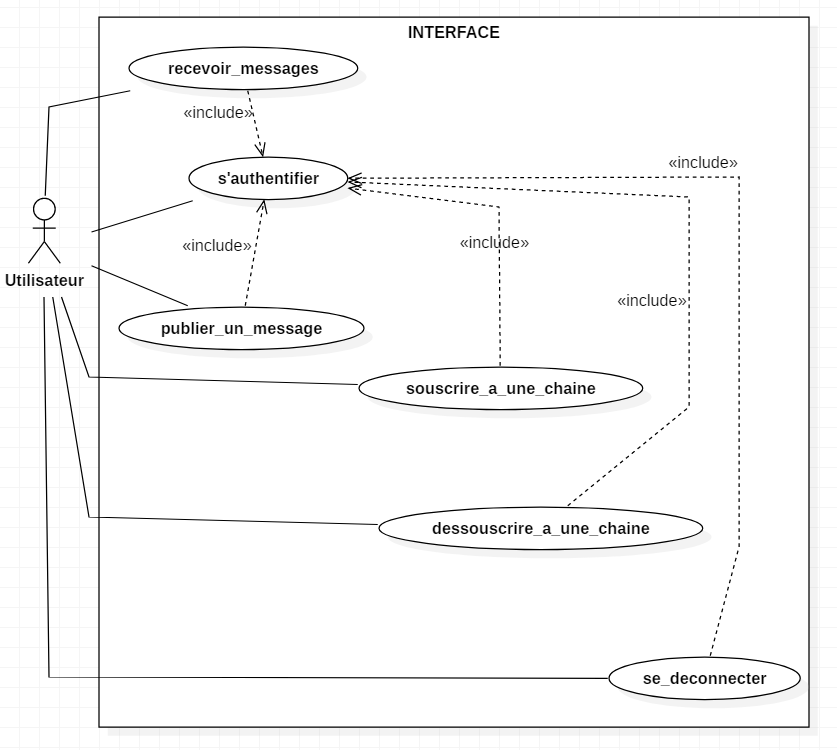 INTERFACE
recevoir_messages
«include»
«include»
s'authentifier
«include»
«include»
Utilisateur
«include»
publier_un_message
souscrire_a_une_chaine
dessouscrire_a_une_chaine
se_deconnecter